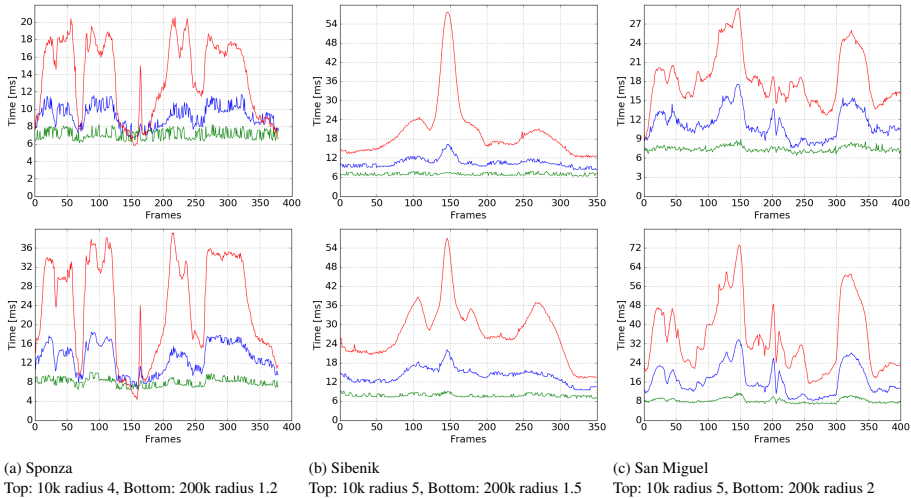 20
18
16
14
12
10
8
6
4
2
0
Time [ms]
0 50 100 150 200 250 300 350 400
Frames
54
48
42
36
30
24
18
12
6
0
Time [ms]
0 50 100 150 200 250 300 350
Frames
27
24
21
18
15
12
9
6
3
0
Time [ms]
0 50 100 150 200 250 300 350 400
Frames
36
32
28
24
20
16
12
8
4
0
Time [ms]
0 50 100 150 200 250 300 350 400
Frames
54
48
42
36
30
24
18
12
6
0
Time [ms]
0 50 100 150 200 250 300 350
Frames
72
64
56
48
40
32
24
16
8
0
Time [ms]
0 50 100 150 200 250 300 350 400
Frames
(a) Sponza
Top: 10k radius 4, Bottom: 200k radius 1.2
(b) Sibenik
Top: 10k radius 5, Bottom: 200k radius 1.5
(c) San Miguel
Top: 10k radius 5, Bottom: 200k radius 2